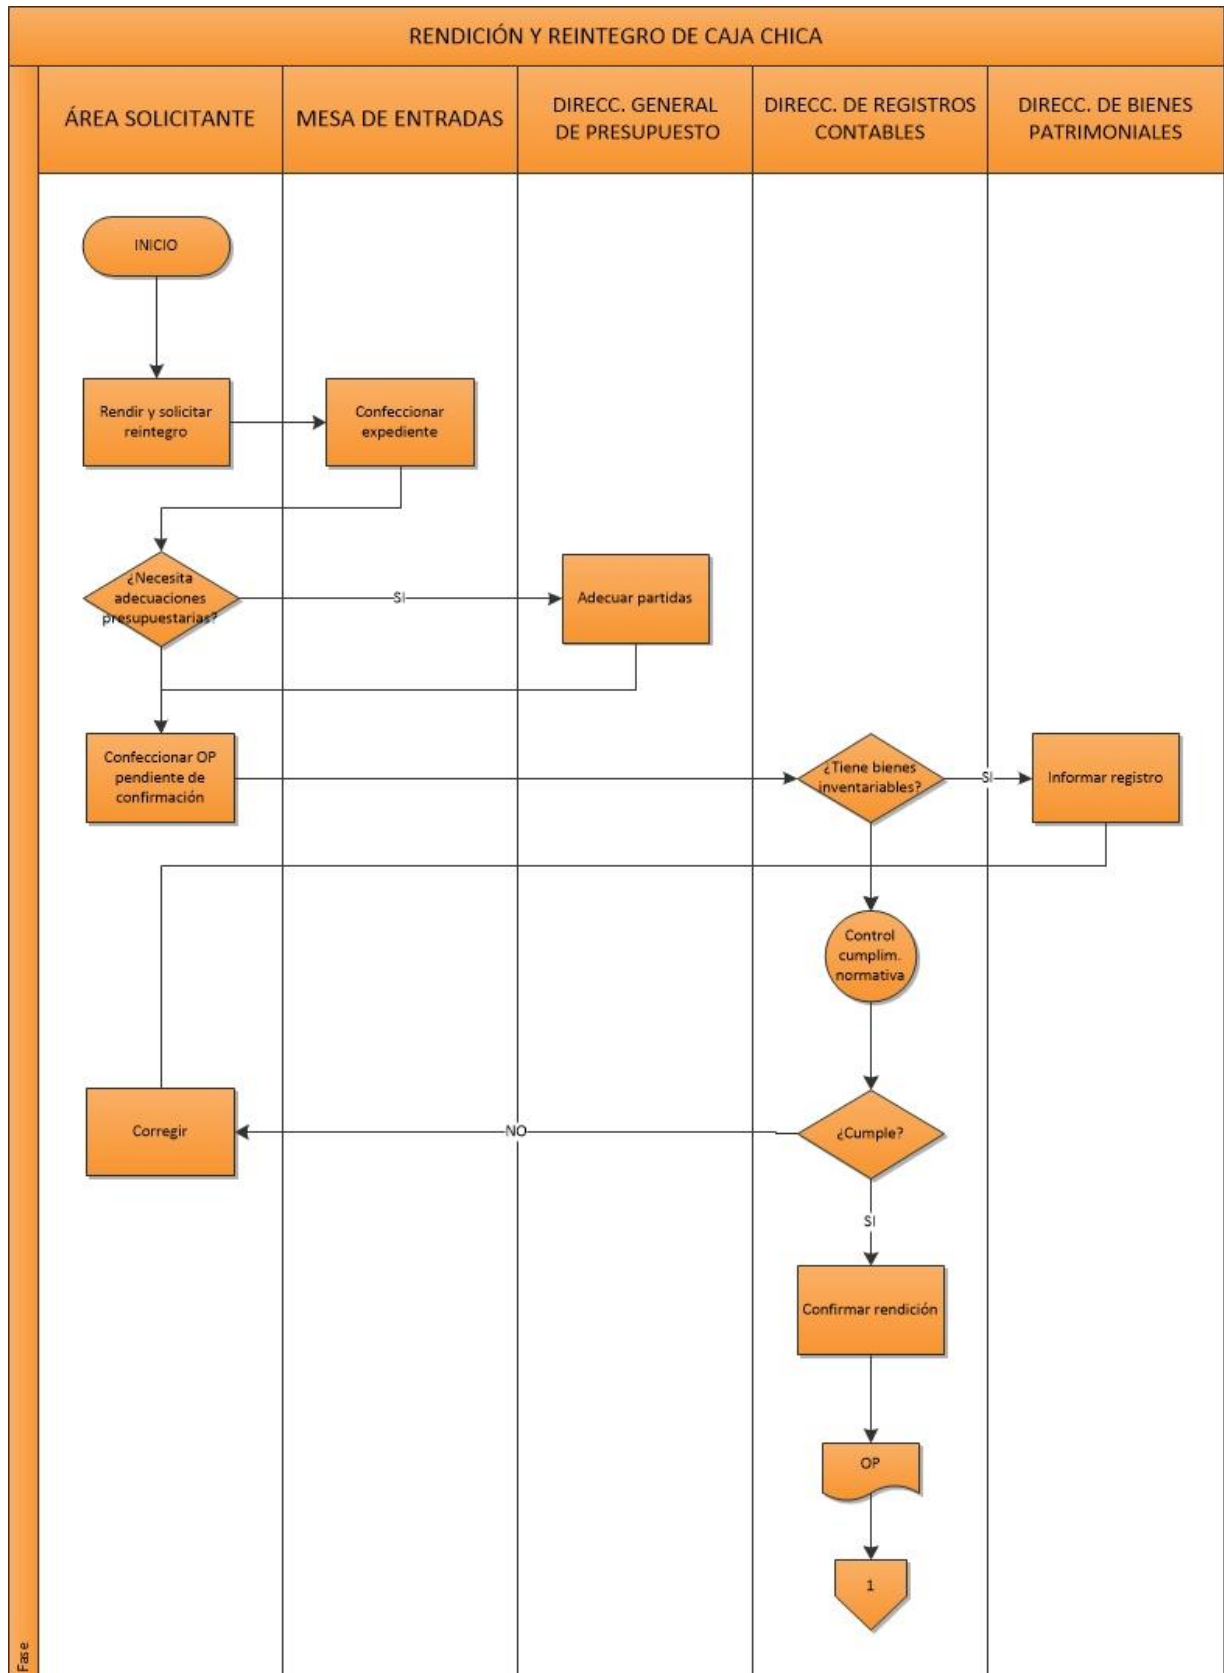 RENDICIÓN Y REINTEGRO DE CAJA CHICA
ÁREA SOLICITANTE
MESA DE ENTRADAS
DIRECC. GENERAL
DE PRESUPUESTO
DIRECC. DE REGISTROS
CONTABLES
DIRECC. DE BIENES
PATRIMONIALES
INICIO
Rendir y solicitar
reintegro
Confeccionar
expediente
¿Necesita
adecuaciones
presupuestarias?
SI
Adecuar partidas
Confeccionar OP
pendiente de
confirmación
¿Tiene bienes
inventariables?
SI
Informar registro
Control
cumplim.
normativa
Corregir
NO
¿Cumple?
SI
Confirmar rendición
OP
1
Fase